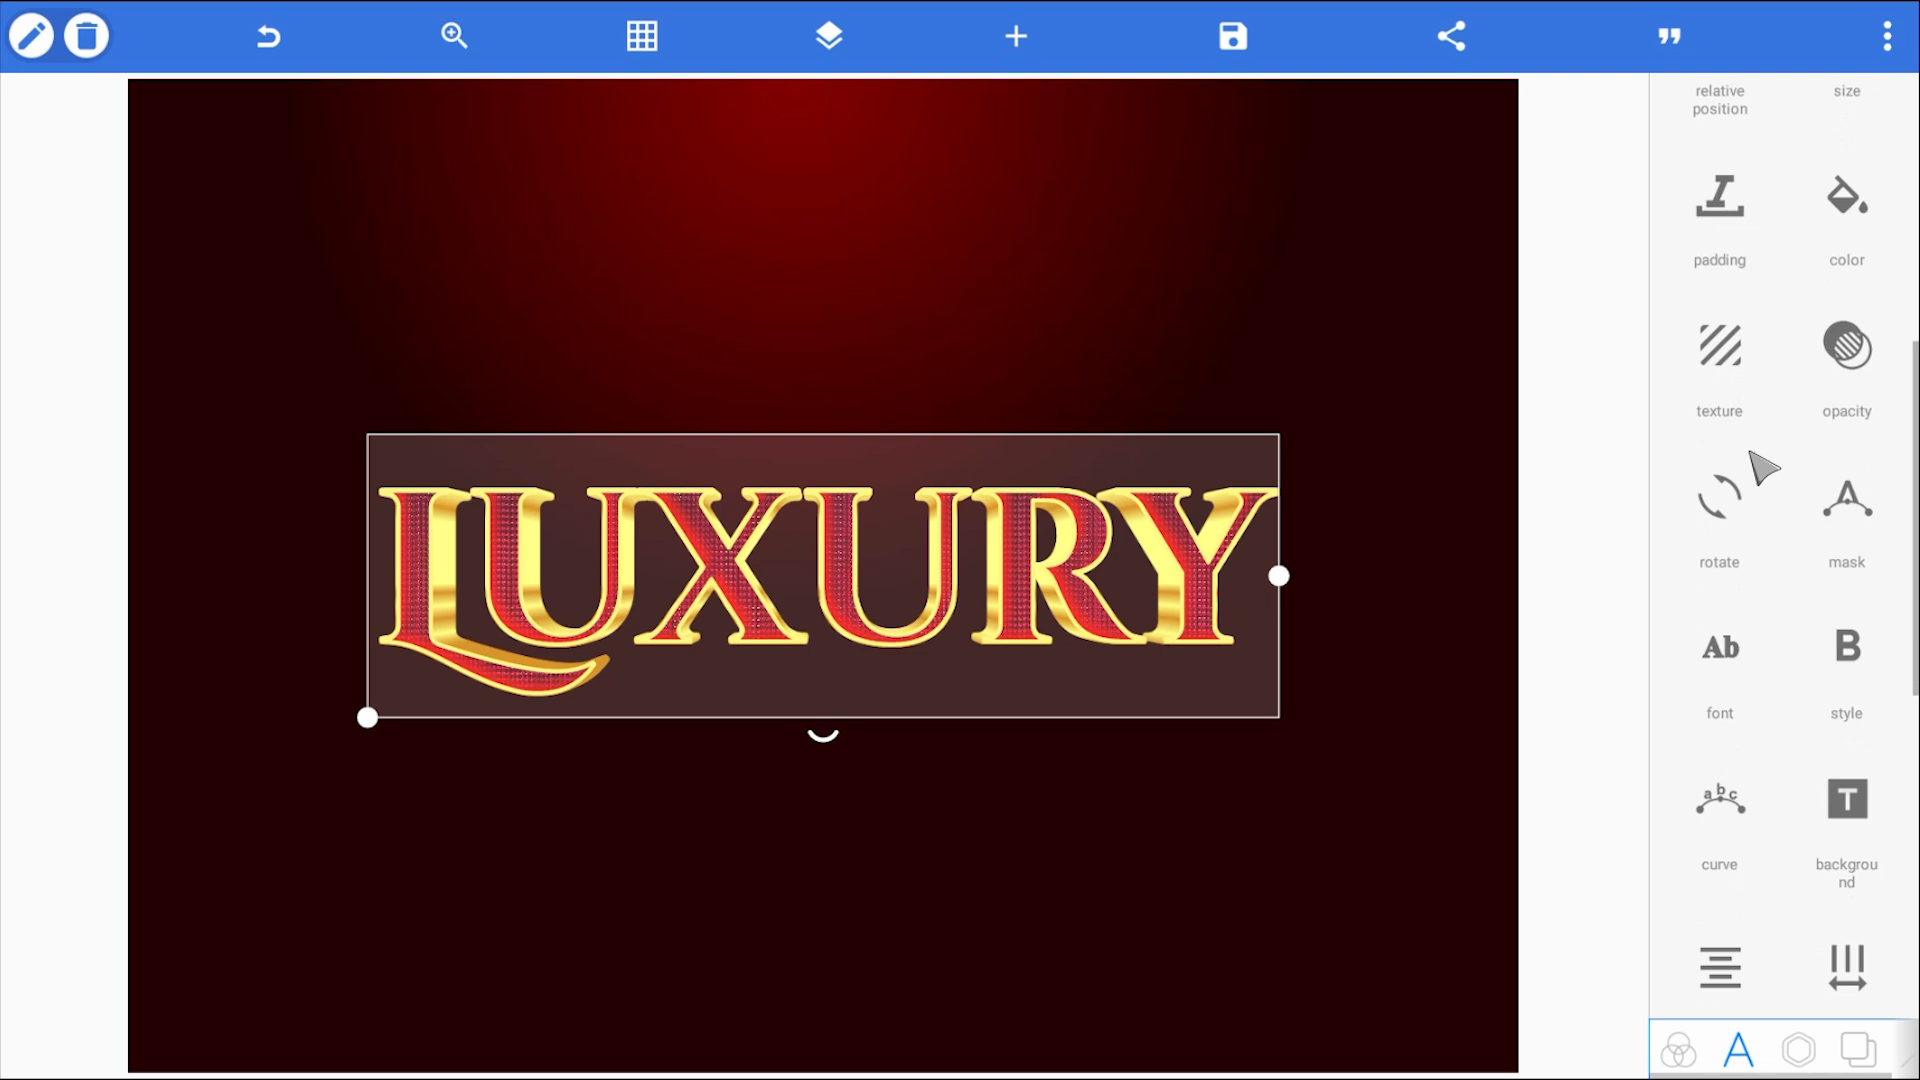 relative
position
size
padding
color
texture
opacity
LUXURY
rotate
mask
Ab
B
font
style
abc
T
curve
backgrou
nd
A